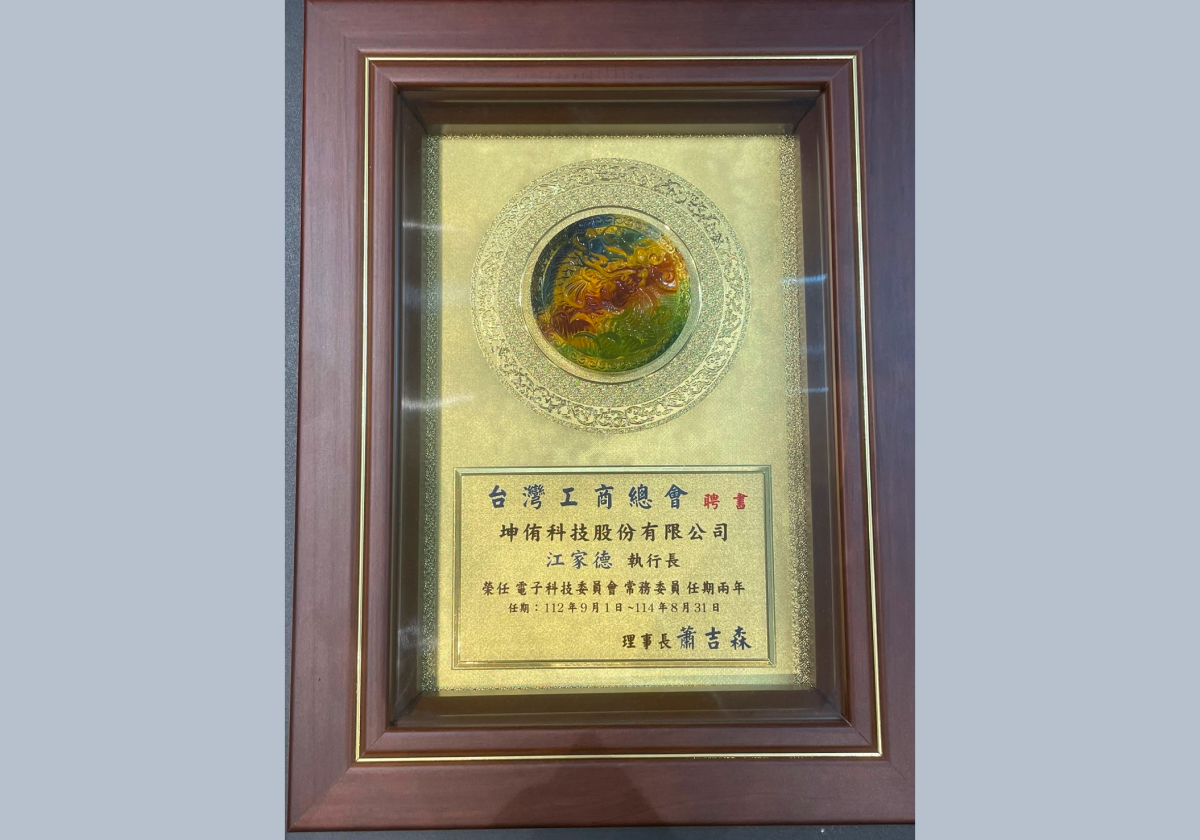 台灣工商總會 聘書
坤侑科技股份有限公司
江家德 執行長
榮任 電子科技委員會 常務委員 任期兩年
任期：112年9月1日~114年8月31日
理事長 蕭吉森